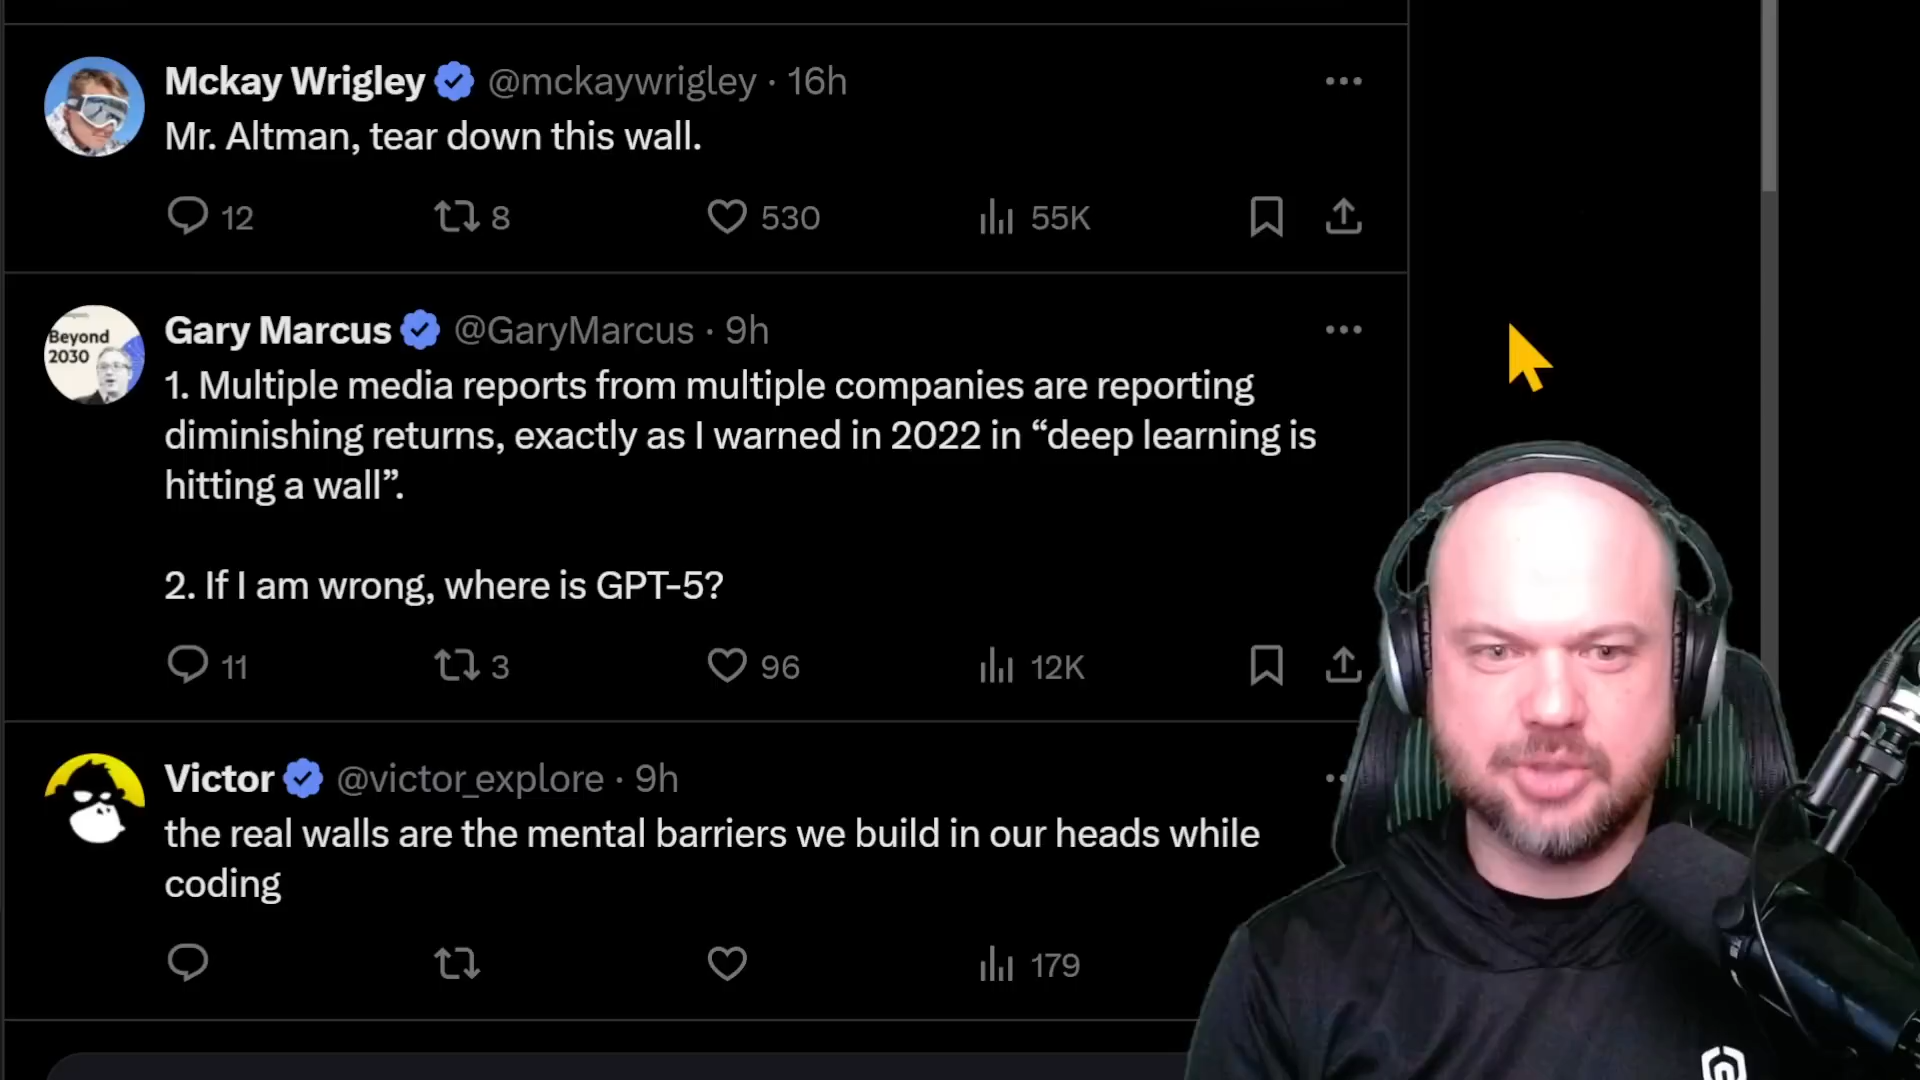 Mckay Wrigley @mckaywrigley · 16h
Mr. Altman, tear down this wall.
12 8 530 55K
Beyond
2030
Gary Marcus @GaryMarcus · 9h
1. Multiple media reports from multiple companies are reporting
diminishing returns, exactly as I warned in 2022 in “deep learning is
hitting a wall”.
2. If I am wrong, where is GPT-5?
11 3 96 12K
Victor @victor_explore · 9h
the real walls are the mental barriers we build in our heads while
coding
179